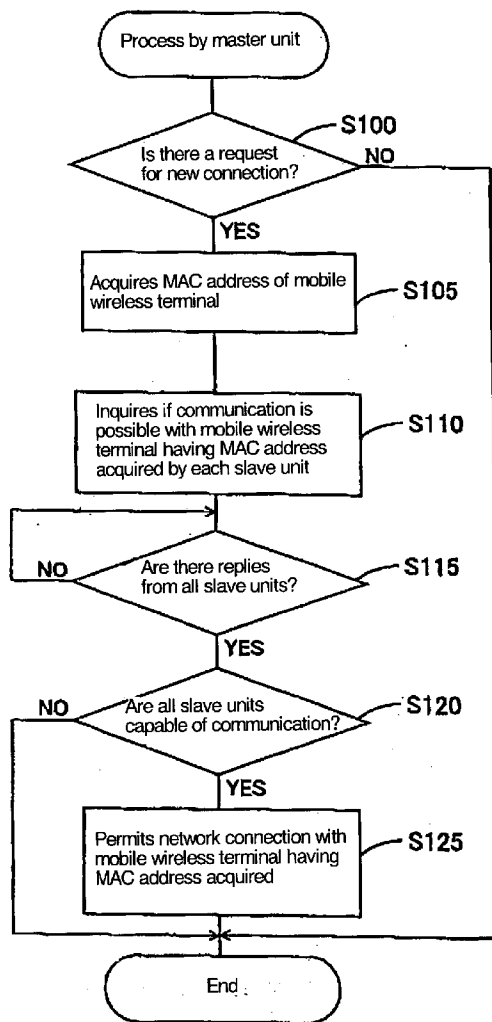 Process by master unit
S100
Is there a request
for new connection?
NO
YES
Acquires MAC address of mobile
wireless terminal
S105
Inquires if communication is
possible with mobile wireless
terminal having MAC address
acquired by each slave unit
S110
NO
Are there replies
from all slave units?
S115
YES
NO
Are all slave units
capable of communication?
S120
YES
Permits network connection with
mobile wireless terminal having
MAC address acquired
S125
End